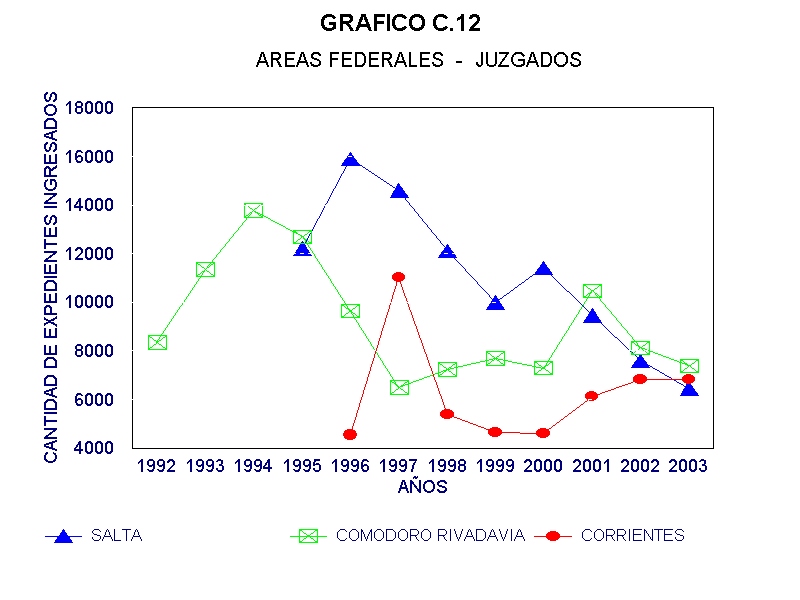 GRAFICO C.12
AREAS FEDERALES - JUZGADOS
CANTIDAD DE EXPEDIENTES INGRESADOS
18000
16000
14000
12000
10000
8000
6000
4000
1992 1993 1994 1995 1996 1997 1998 1999 2000 2001 2002 2003
AÑOS
SALTA COMODORO RIVADAVIA CORRIENTES